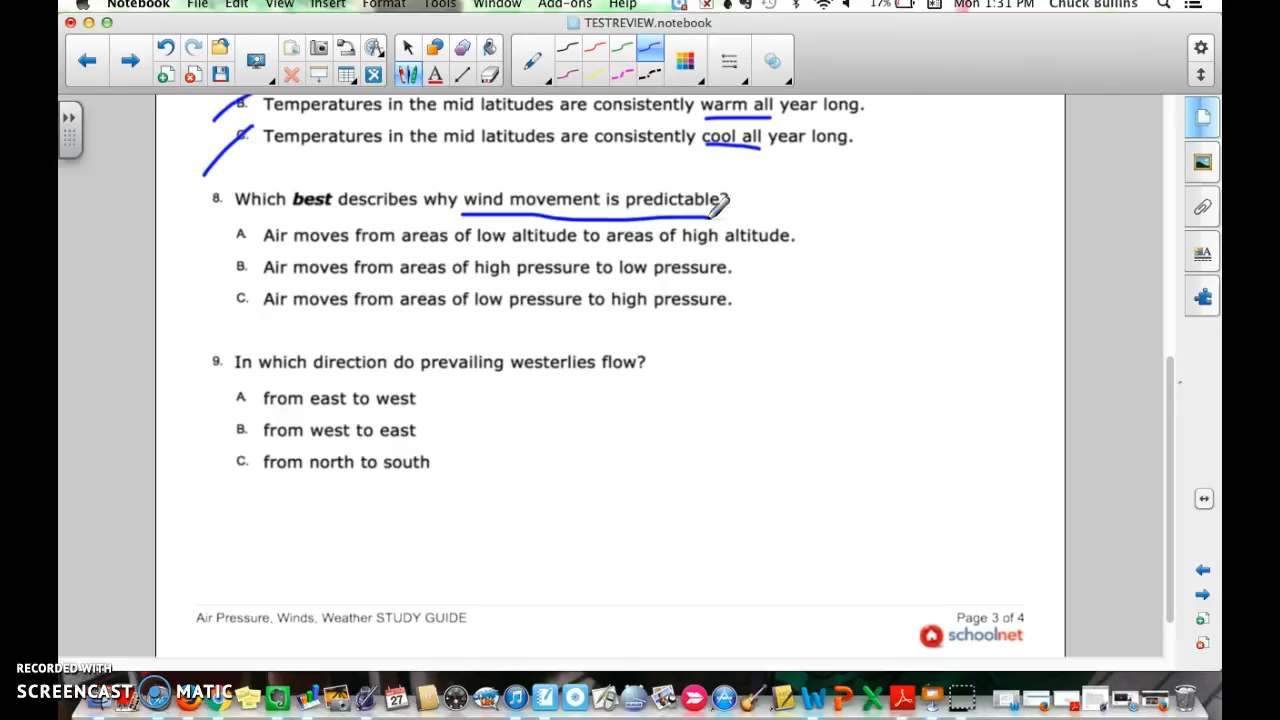 Notebook File Edit View Insert Format Tools Window Add-ons Help 17% Mon 1:31 PM Chuck Bullins
TESTREVIEW.notebook
B. Temperatures in the mid latitudes are consistently warm all year long.
C. Temperatures in the mid latitudes are consistently cool all year long.
8. Which best describes why wind movement is predictable?
A. Air moves from areas of low altitude to areas of high altitude.
B. Air moves from areas of high pressure to low pressure.
C. Air moves from areas of low pressure to high pressure.
9. In which direction do prevailing westerlies flow?
A. from east to west
B. from west to east
C. from north to south
Air Pressure, Winds, Weather STUDY GUIDE Page 3 of 4
schoolnet
RECORDED WITH
SCREENCAST MATIC